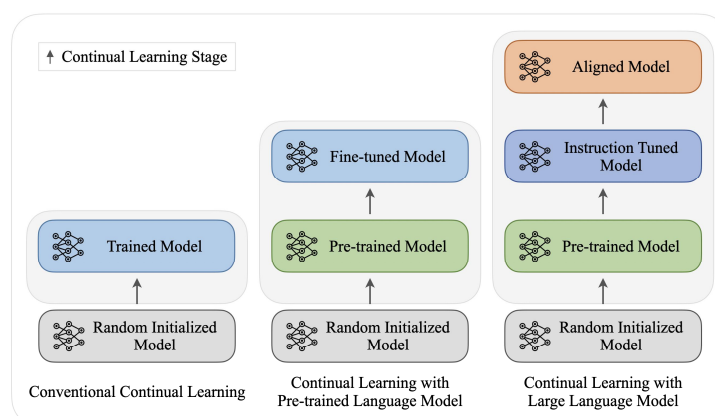 Continual Learning Stage
Trained Model
Random Initialized
Model
Conventional Continual Learning
Fine-tuned Model
Pre-trained Model
Random Initialized
Model
Continual Learning with
Pre-trained Language Model
Aligned Model
Instruction Tuned
Model
Pre-trained Model
Random Initialized
Model
Continual Learning with
Large Language Model